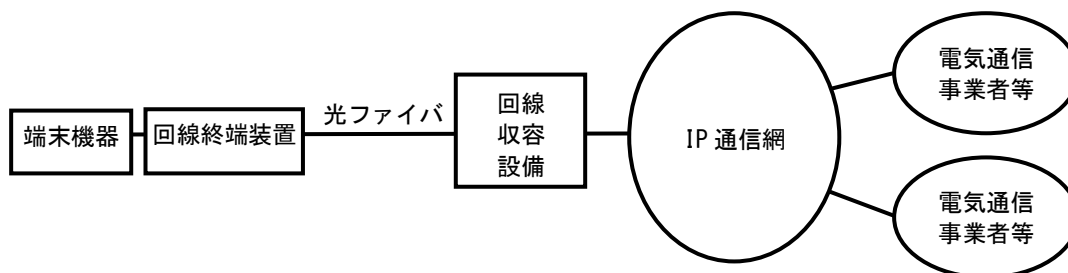 端末機器
回線終端装置
光ファイバ
回線
収容
設備
IP 通信網
電気通信
事業者等
電気通信
事業者等